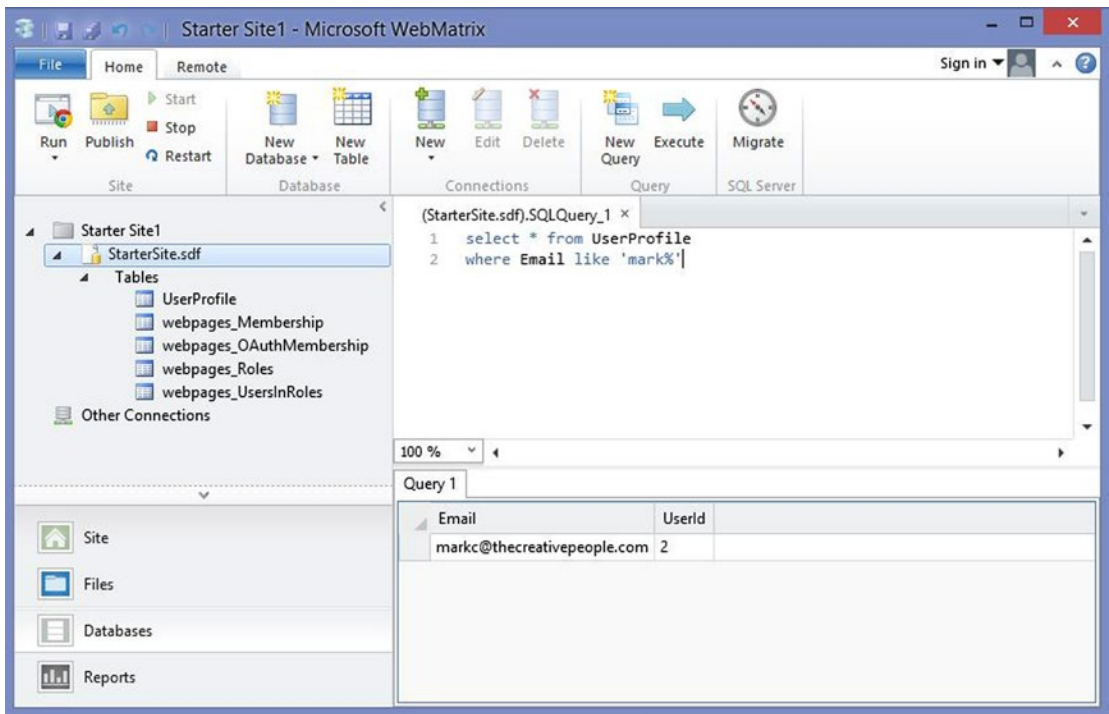 Starter Site1 - Microsoft WebMatrix
File Home Remote Sign in
Run
Publish
Start
Stop
Restart
Site
New Database
New Table
Database
New
Edit
Delete
Connections
New Query
Execute
Query
Migrate
SQL Server
Starter Site1
StarterSite.sdf
Tables
UserProfile
webpages_Membership
webpages_OAuthMembership
webpages_Roles
webpages_UsersInRoles
Other Connections
Site
Files
Databases
Reports
(StarterSite.sdf).SQLQuery_1 ×
1 select * from UserProfile
2 where Email like 'mark%'
100 %
Query 1
Email UserId
markc@thecreativepeople.com 2